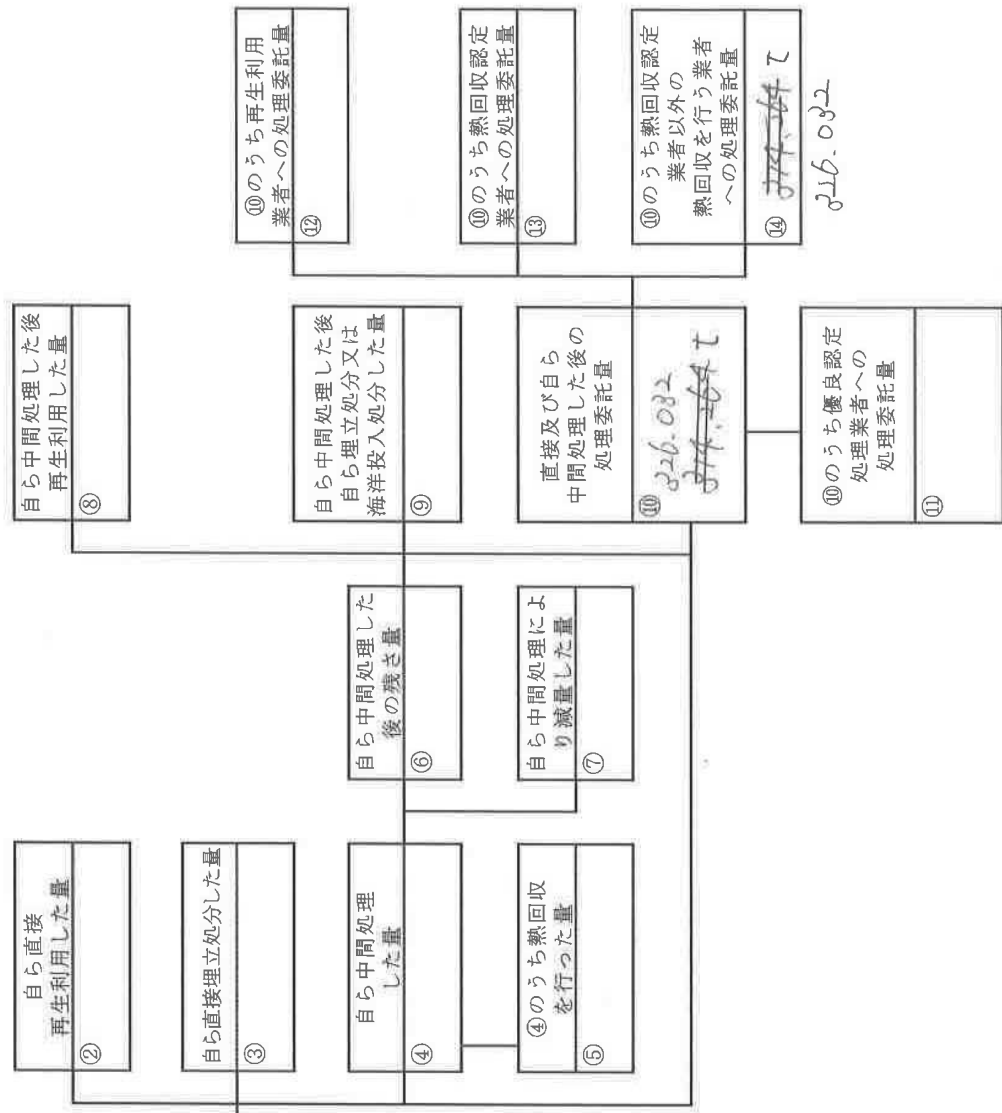 自ら直接
再生利用した量
②
自ら直接埋立処分した量
③
自ら中間処理
した量
④
④のうち熱回収
を行った量
⑤
自ら中間処理した
後の残さ量
⑥
自ら中間処理によ
り減量した量
⑦
自ら中間処理した後
再生利用した量
⑧
自ら中間処理した後
自ら埋立処分又は
海洋投入処分した量
⑨
直接及び自ら
中間処理した後の
処理委託量
⑩
226.032
214.264 t
⑩のうち優良認定
処理業者への
処理委託量
⑪
⑩のうち再生利用
業者への処理委託量
⑫
⑩のうち熱回収認定
業者への処理委託量
⑬
⑩のうち熱回収認定
業者以外の
熱回収を行う業者
への処理委託量
⑭
214.264 t
226.032